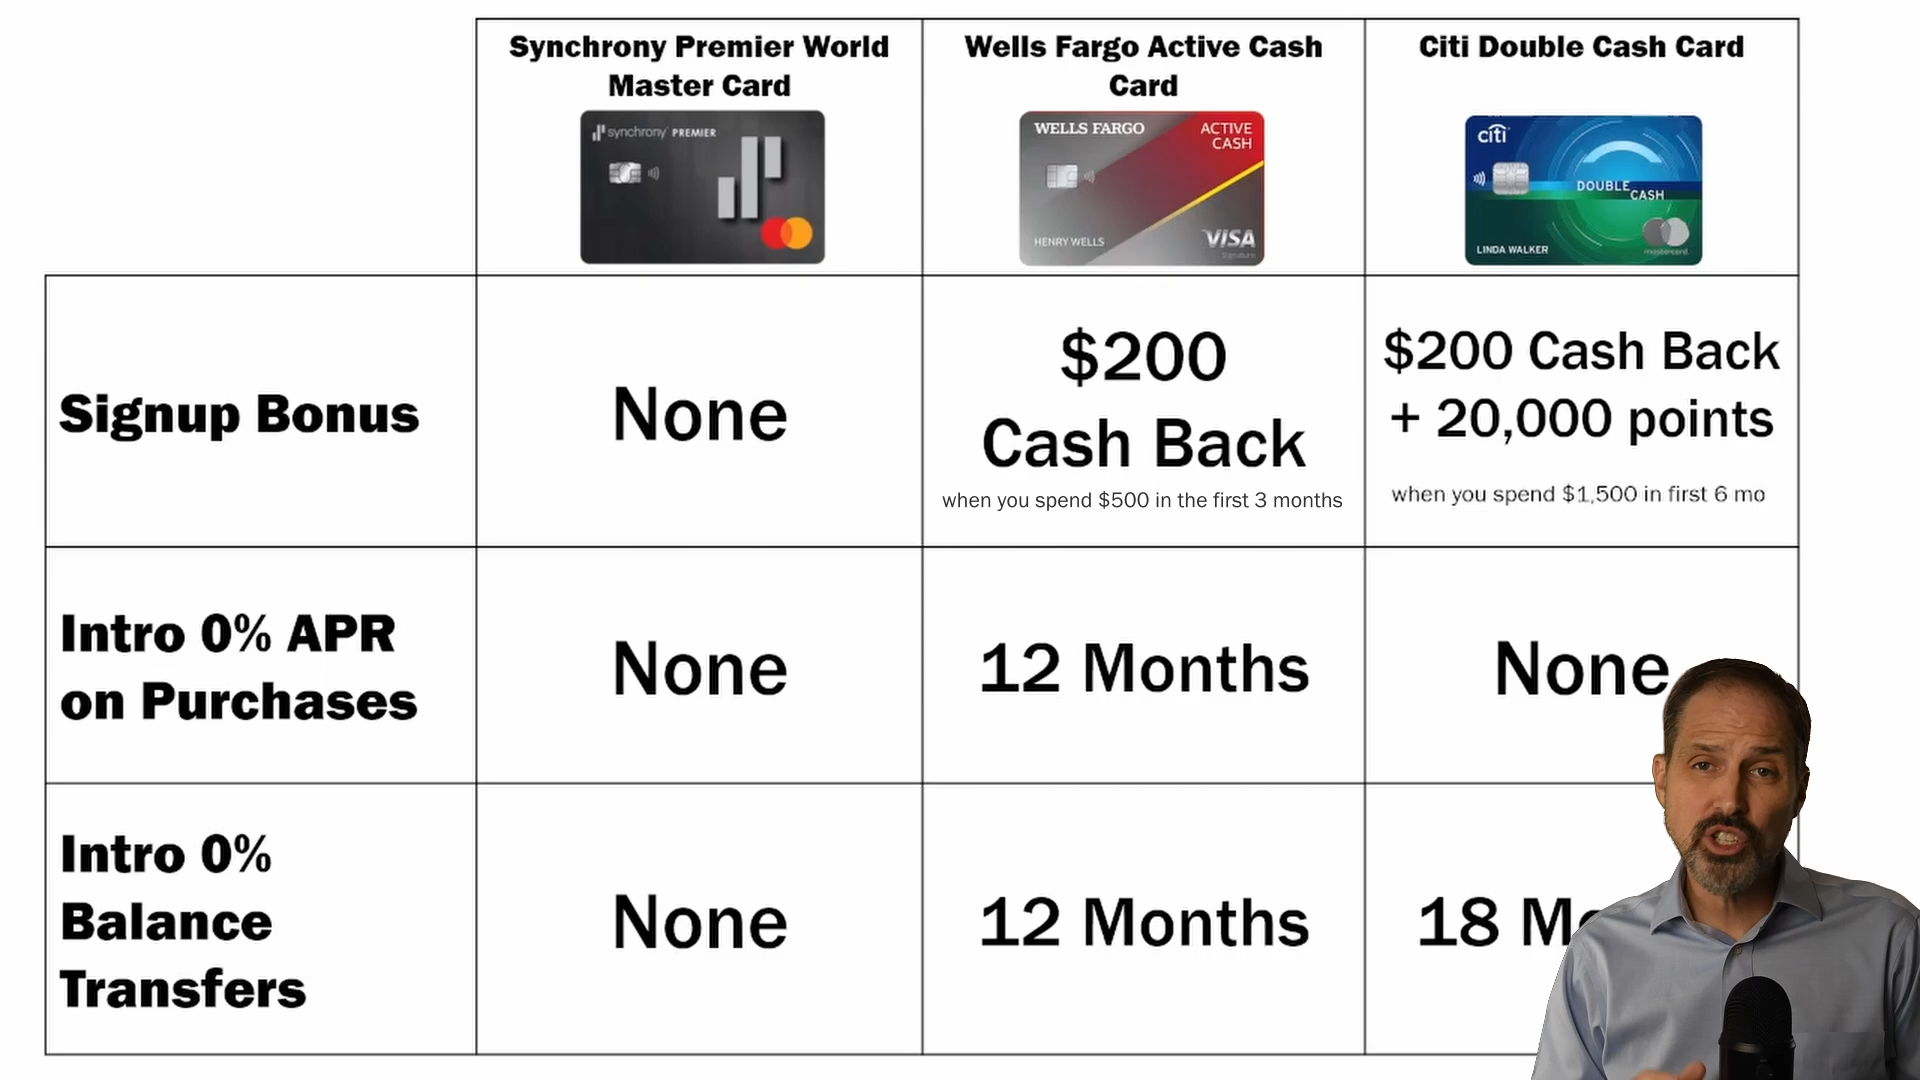 Synchrony Premier World
Master Card
Wells Fargo Active Cash
Card
Citi Double Cash Card
synchrony PREMIER
WELLS FARGO
ACTIVE
CASH
HENRY WELLS
VISA
Signature
citi
DOUBLE
CASH
LINDA WALKER
mastercard
Signup Bonus
None
$200
Cash Back
when you spend $500 in the first 3 months
$200 Cash Back
+ 20,000 points
when you spend $1,500 in first 6 mo
Intro 0% APR
on Purchases
None
12 Months
None
Intro 0%
Balance
Transfers
None
12 Months
18